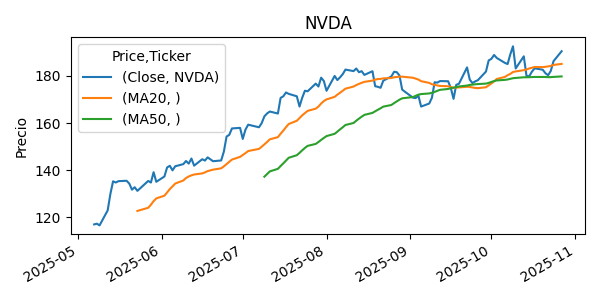 NVDA
Price,Ticker
(Close, NVDA)
(MA20, )
(MA50, )
Precio
180
160
140
120
2025-05
2025-06
2025-07
2025-08
2025-09
2025-10
2025-11